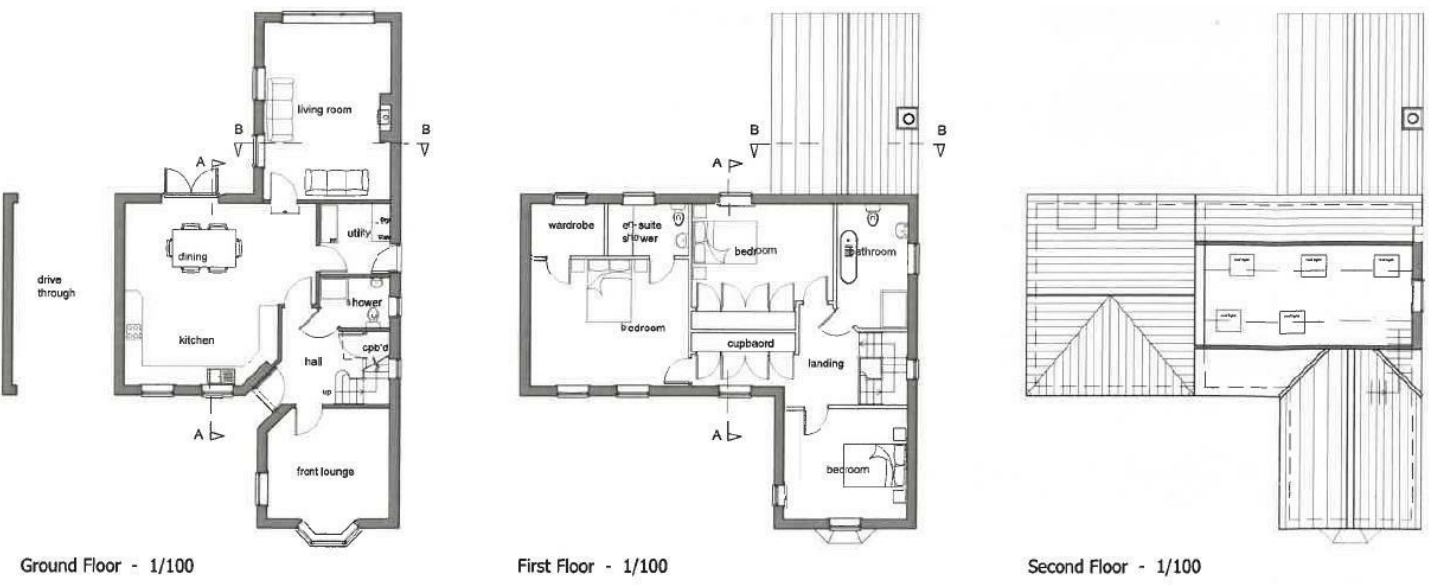 living room
B
B
A
dining
utility
drive
through
shower
kitchen
cpb'd
hall
up
A
front lounge
Ground Floor - 1/100
B
B
A
wardrobe
en-suite
shower
bedroom
bathroom
bedroom
cupbaord
landing
A
bedroom
First Floor - 1/100
Second Floor - 1/100